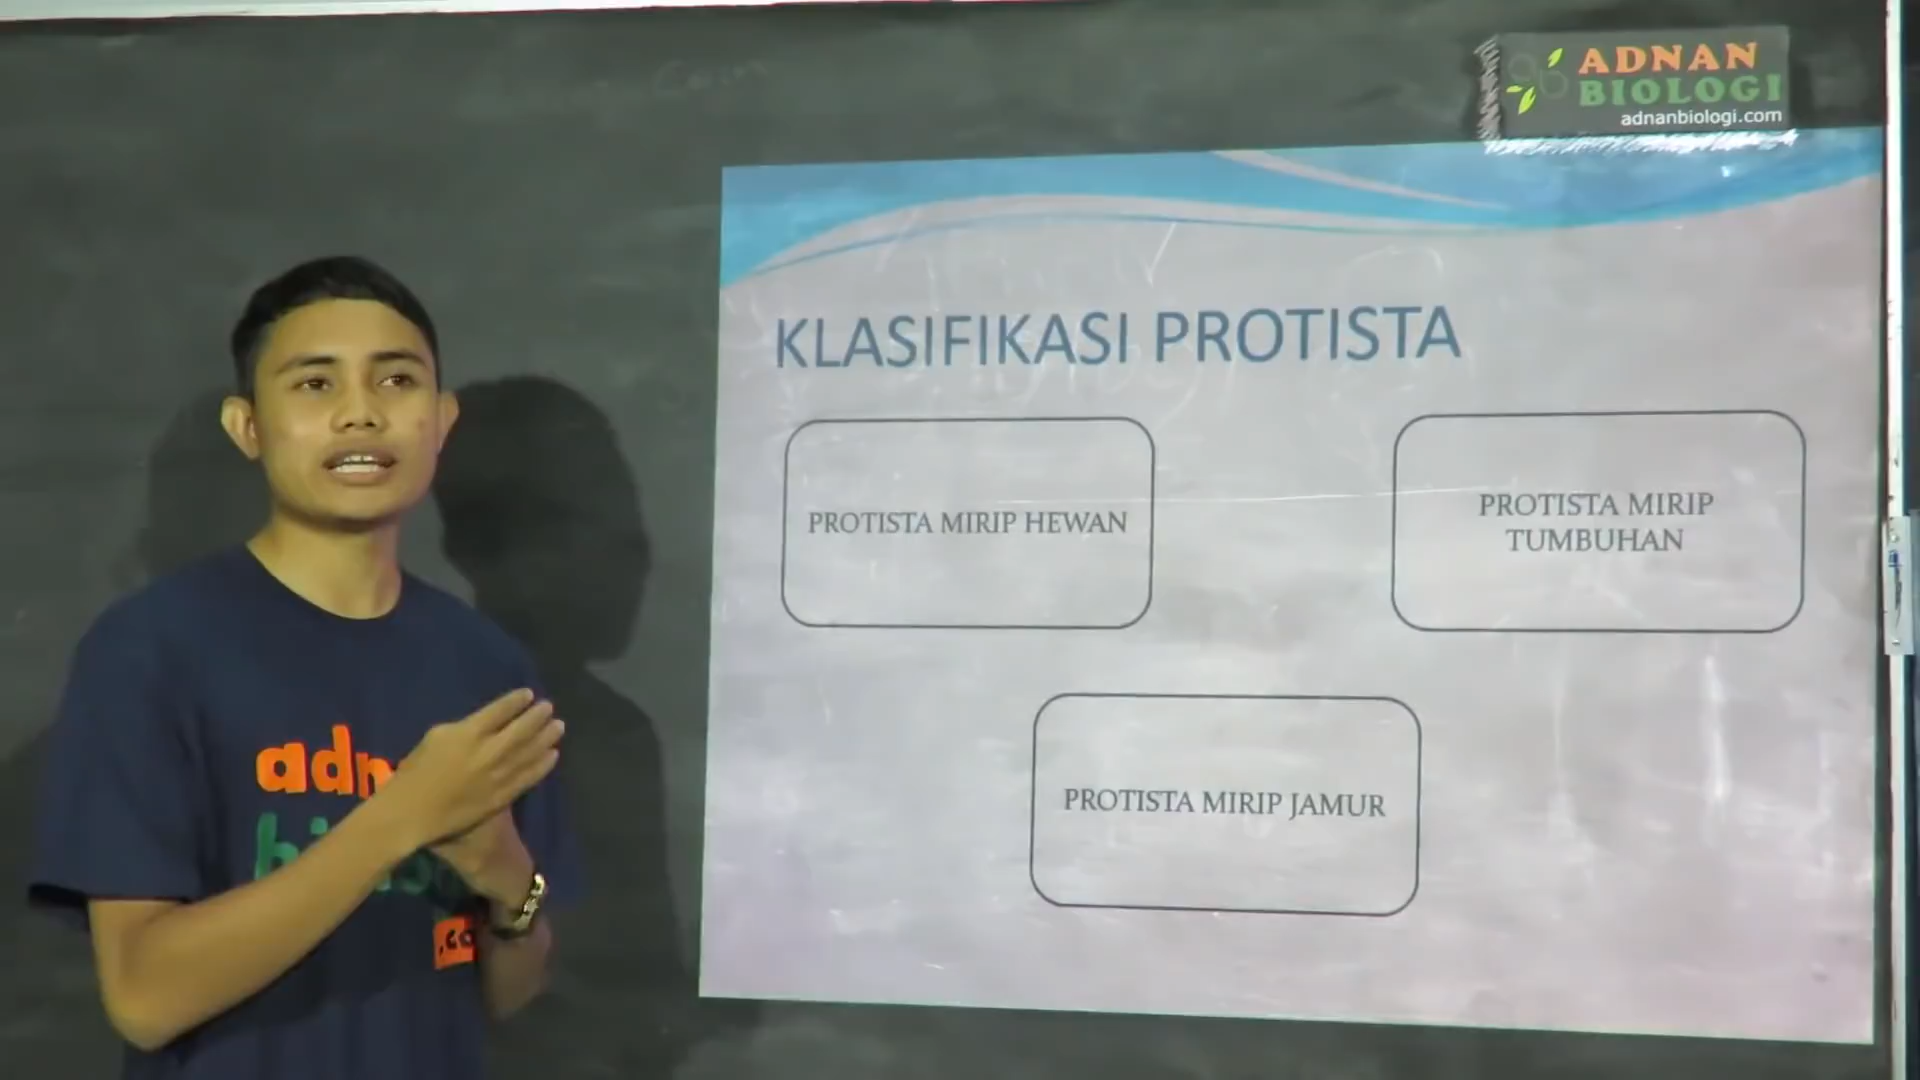 ADNAN
BIOLOGI
adnanbiologi.com
KLASIFIKASI PROTISTA
PROTISTA MIRIP HEWAN
PROTISTA MIRIP
TUMBUHAN
PROTISTA MIRIP JAMUR